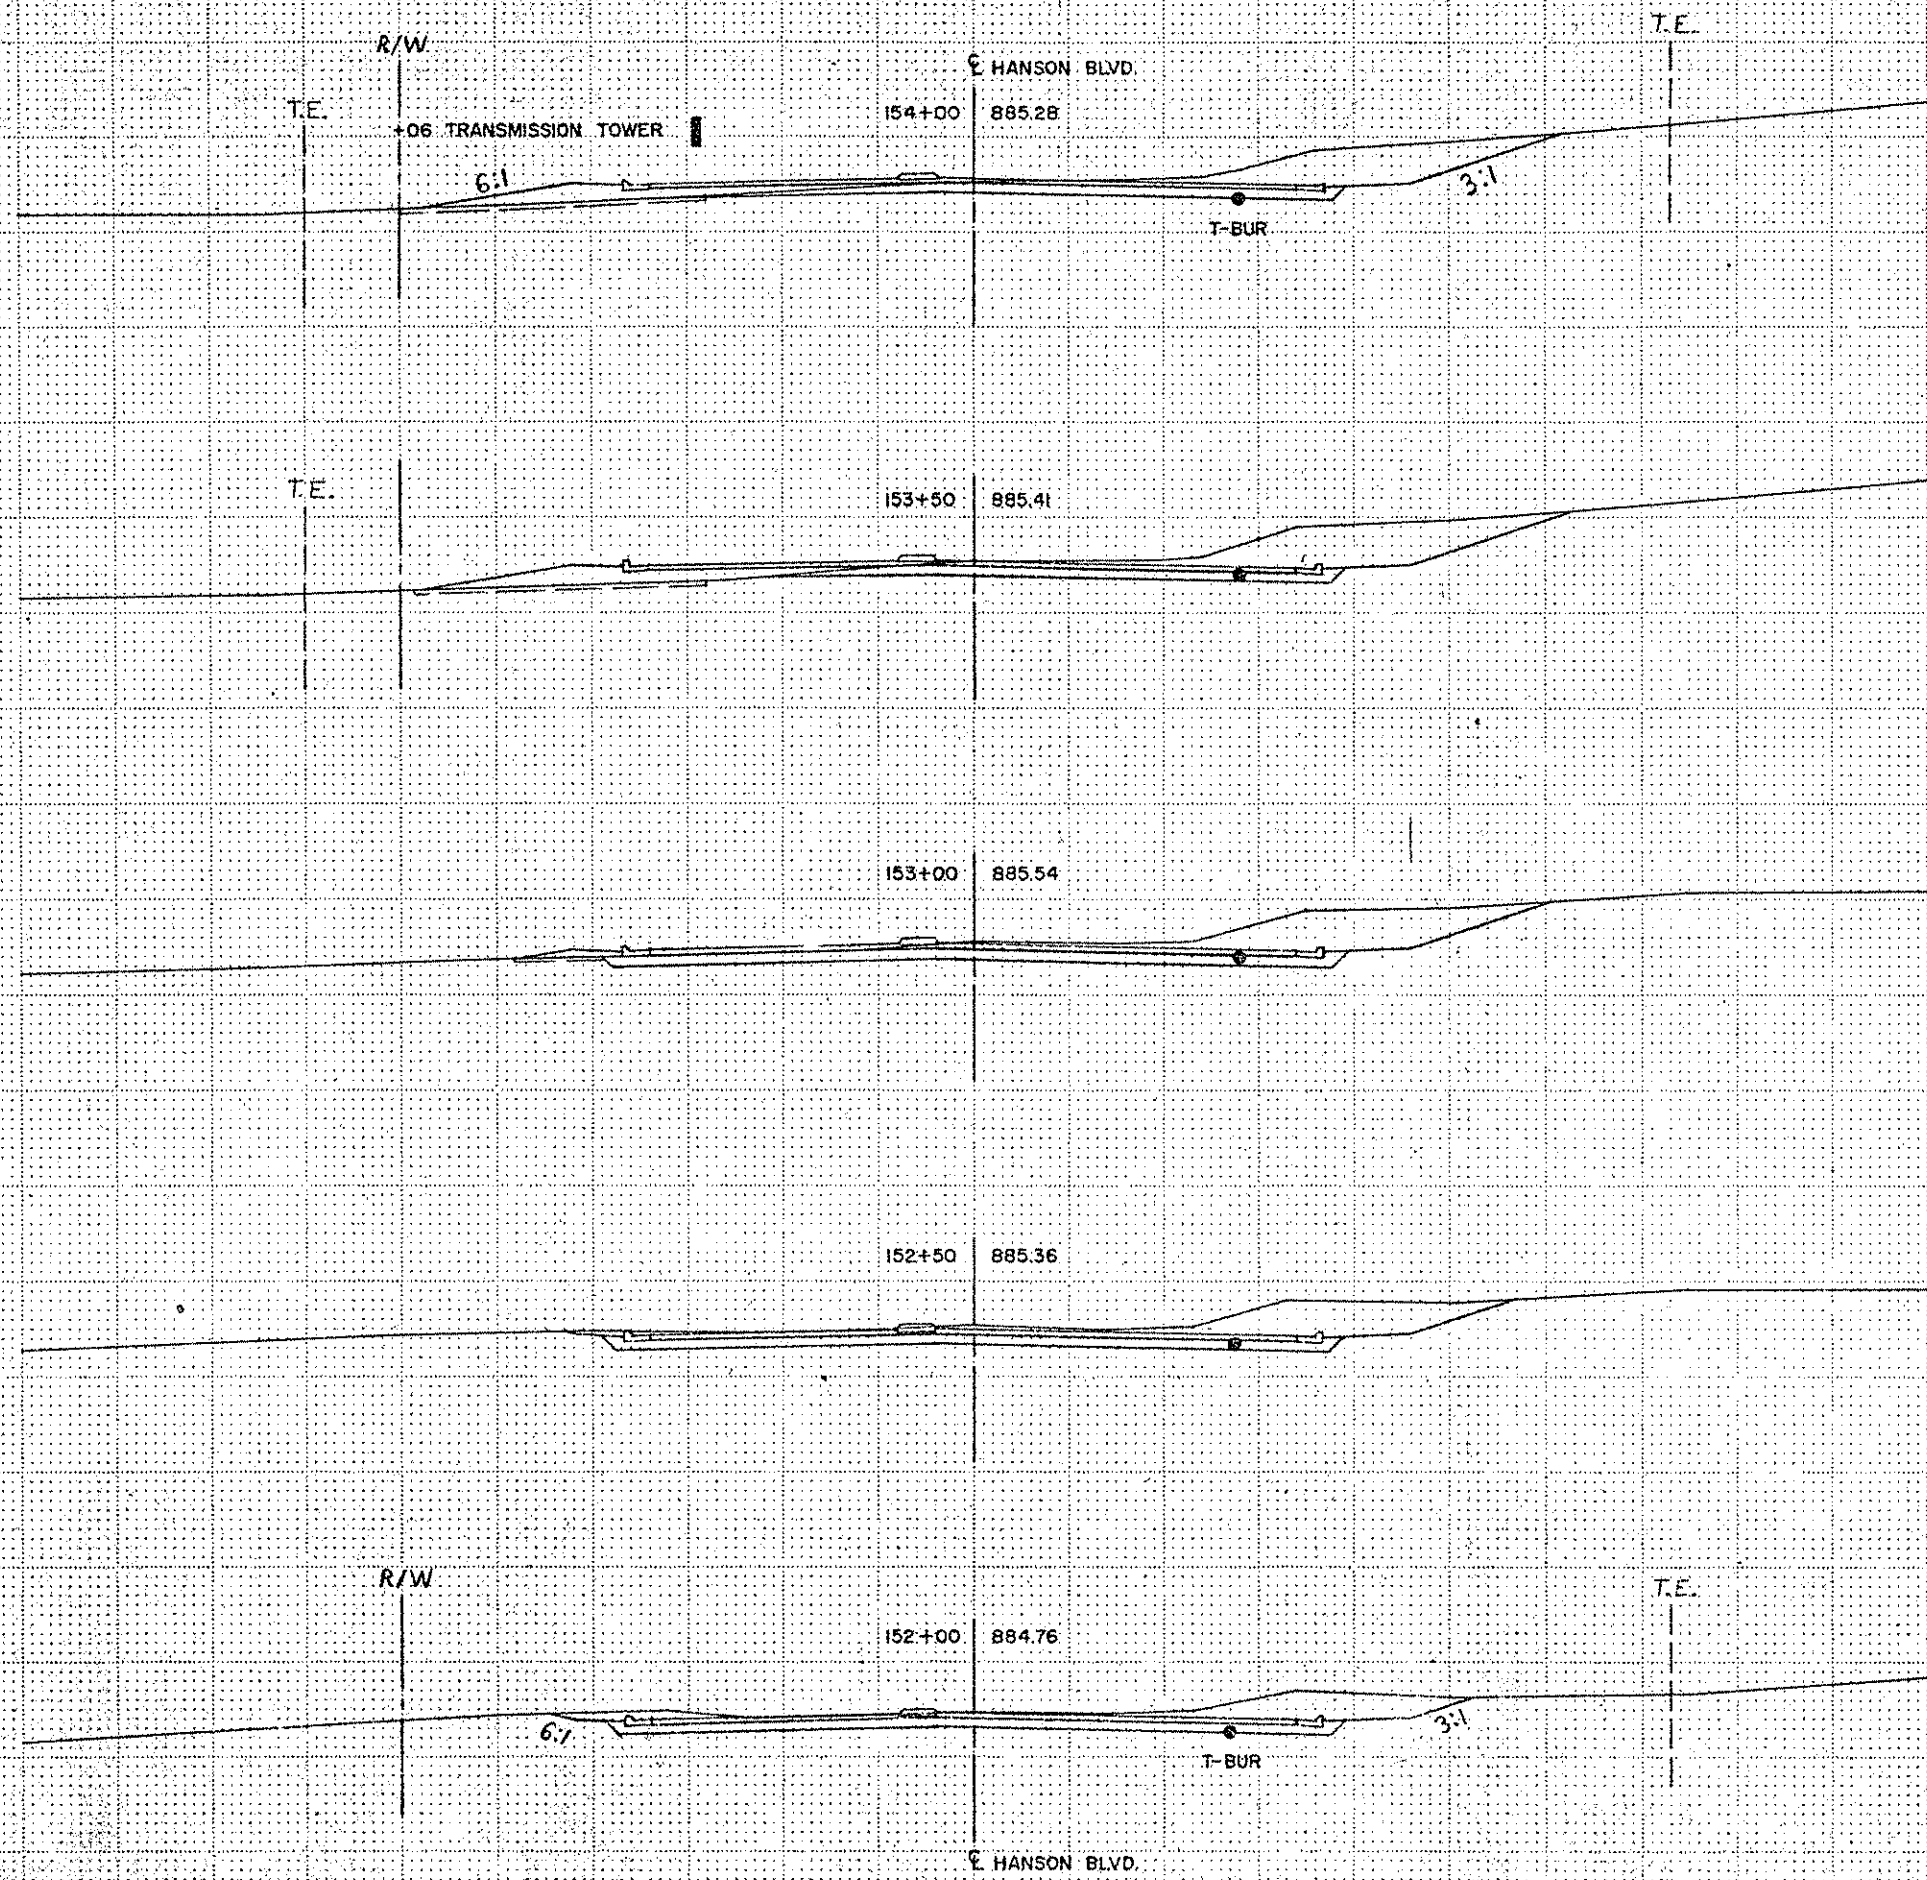 T.E.
R/W
℄ HANSON BLVD.
T.E.
154+00 885.28
+06 TRANSMISSION TOWER
6:1
3:1
T-BUR
T.E.
153+50 885.41
153+00 885.54
152+50 885.36
R/W
T.E.
152+00 884.76
6:1
3:1
T-BUR
℄ HANSON BLVD.